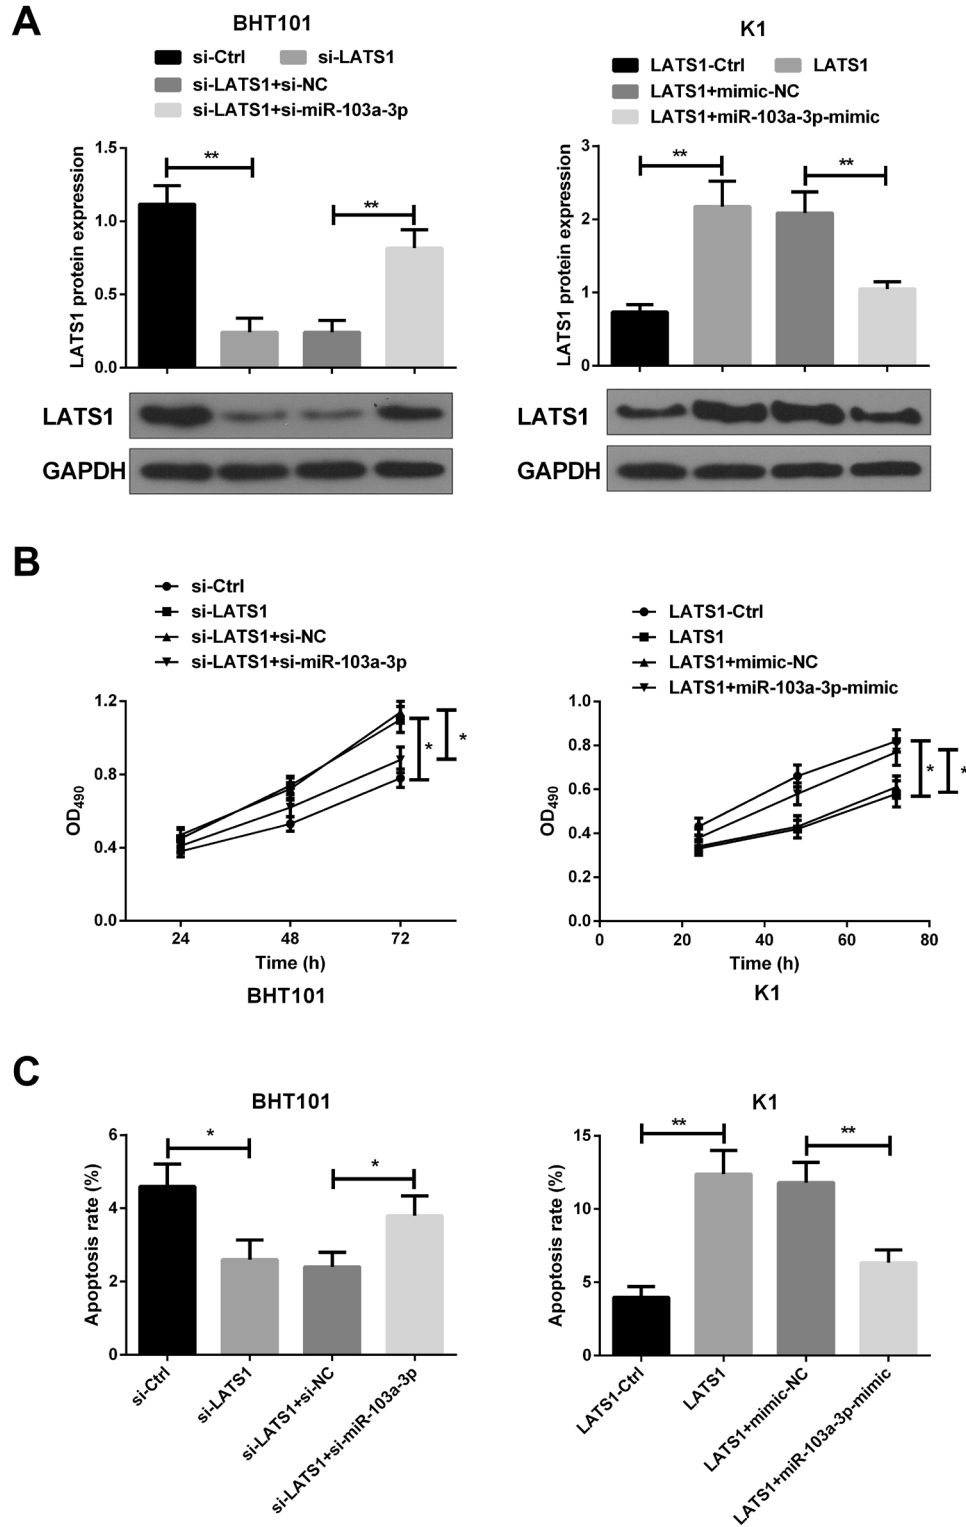 A
BHT101
si-Ctrl
si-LATS1
si-LATS1+si-NC
si-LATS1+si-miR-103a-3p
LATS1 protein expression
1.5
1.0
0.5
0.0
**
**
LATS1
GAPDH
K1
LATS1-Ctrl
LATS1
LATS1+mimic-NC
LATS1+miR-103a-3p-mimic
LATS1 protein expression
3
2
1
0
**
**
LATS1
GAPDH
B
si-Ctrl
si-LATS1
si-LATS1+si-NC
si-LATS1+si-miR-103a-3p
OD490
1.2
0.8
0.4
0.0
*
*
24
48
72
Time (h)
BHT101
LATS1-Ctrl
LATS1
LATS1+mimic-NC
LATS1+miR-103a-3p-mimic
OD490
1.0
0.8
0.6
0.4
0.2
0.0
*
*
0
20
40
60
80
Time (h)
K1
C
BHT101
Apoptosis rate (%)
6
4
2
0
*
*
si-Ctrl
si-LATS1
si-LATS1+si-NC
si-LATS1+si-miR-103a-3p
K1
Apoptosis rate (%)
15
10
5
0
**
**
LATS1-Ctrl
LATS1
LATS1+mimic-NC
LATS1+miR-103a-3p-mimic